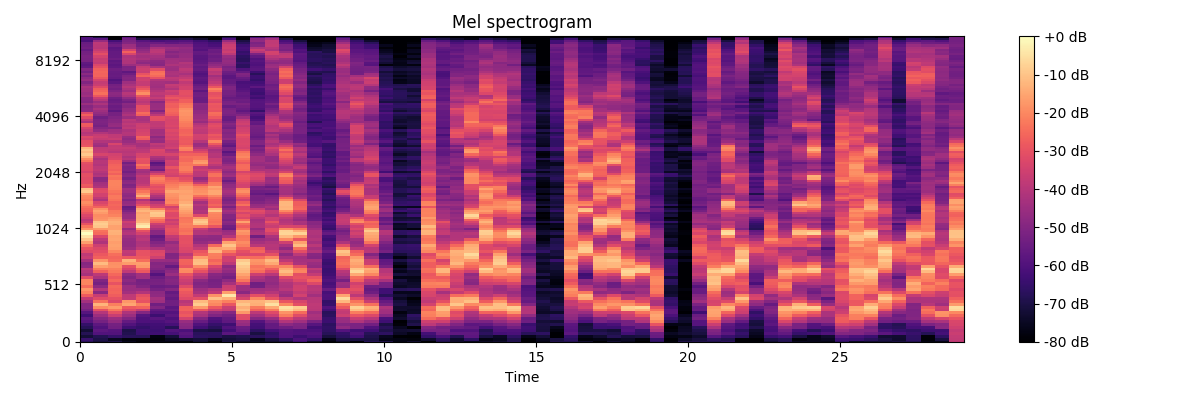 Mel spectrogram
Hz
8192
4096
2048
1024
512
0
0 5 10 15 20 25
Time
+0 dB
-10 dB
-20 dB
-30 dB
-40 dB
-50 dB
-60 dB
-70 dB
-80 dB